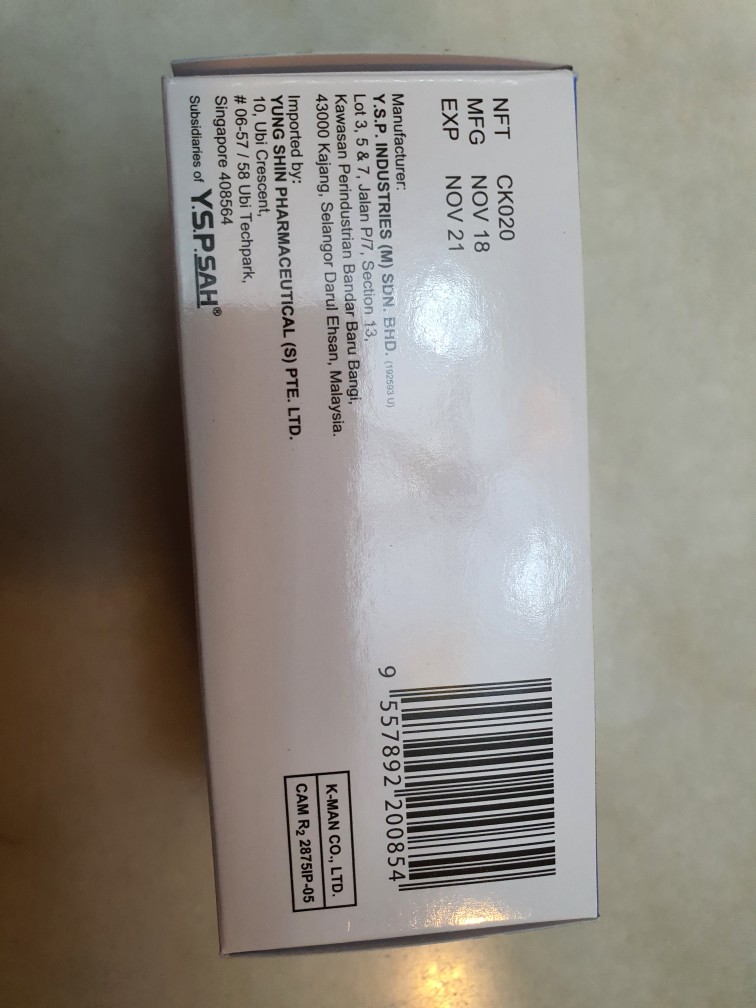 NFT CK020
MFG NOV 18
EXP NOV 21
Manufacturer:
Y.S.P. INDUSTRIES (M) SDN. BHD. (192593 U)
Lot 3, 5 & 7, Jalan P/7, Section 13,
Kawasan Perindustrian Bandar Baru Bangi,
43000 Kajang, Selangor Darul Ehsan, Malaysia.
Imported by:
YUNG SHIN PHARMACEUTICAL (S) PTE. LTD.
10, Ubi Crescent,
# 06-57 / 58 Ubi Techpark,
Singapore 408564
Subsidiaries of Y.S.P.SAH®
9 557892 200854
K-MAN CO., LTD.
CAM R2 2875IP-05